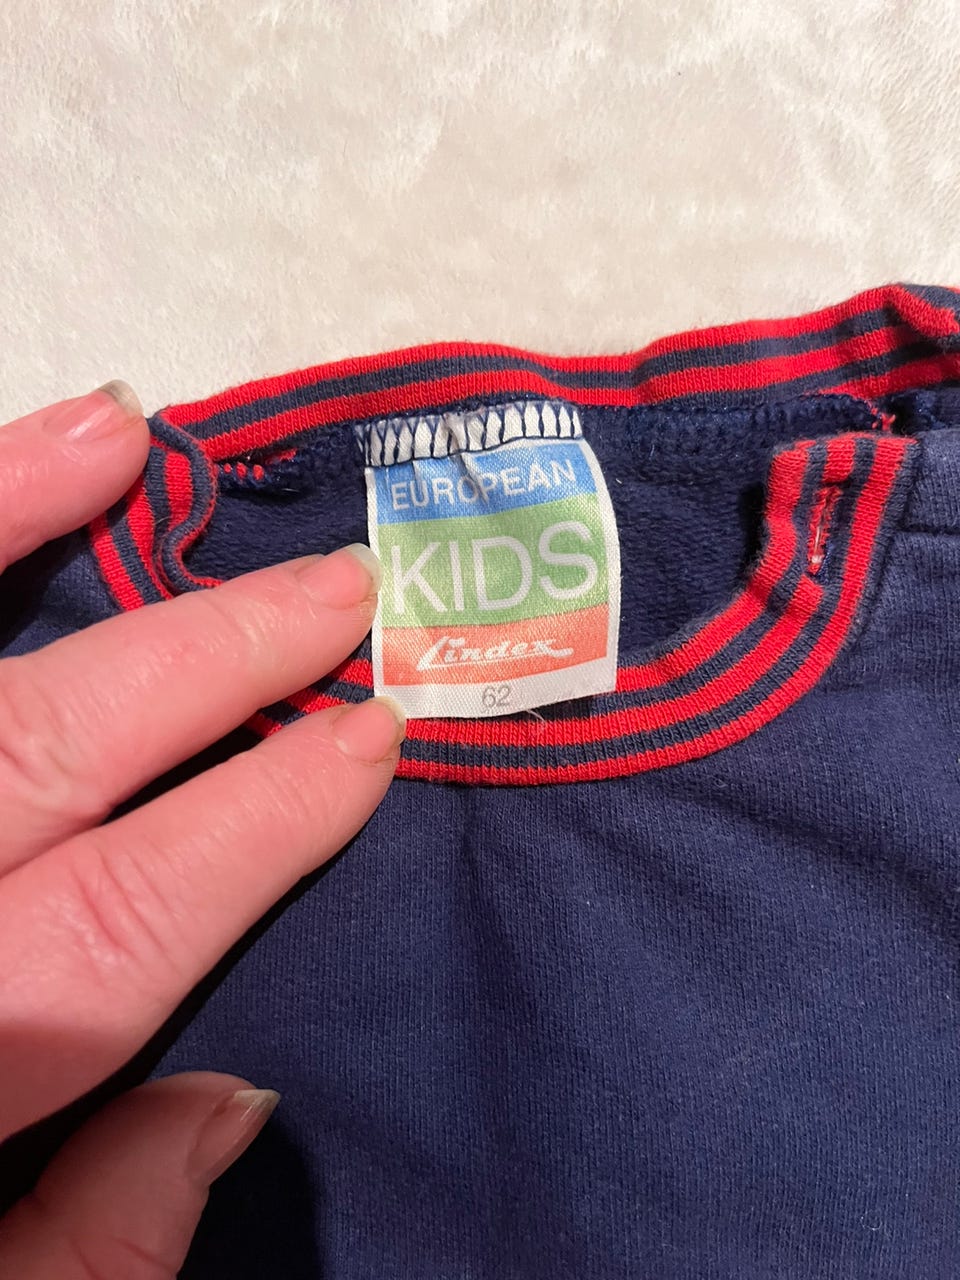 EUROPEAN
KIDS
Lindex
62